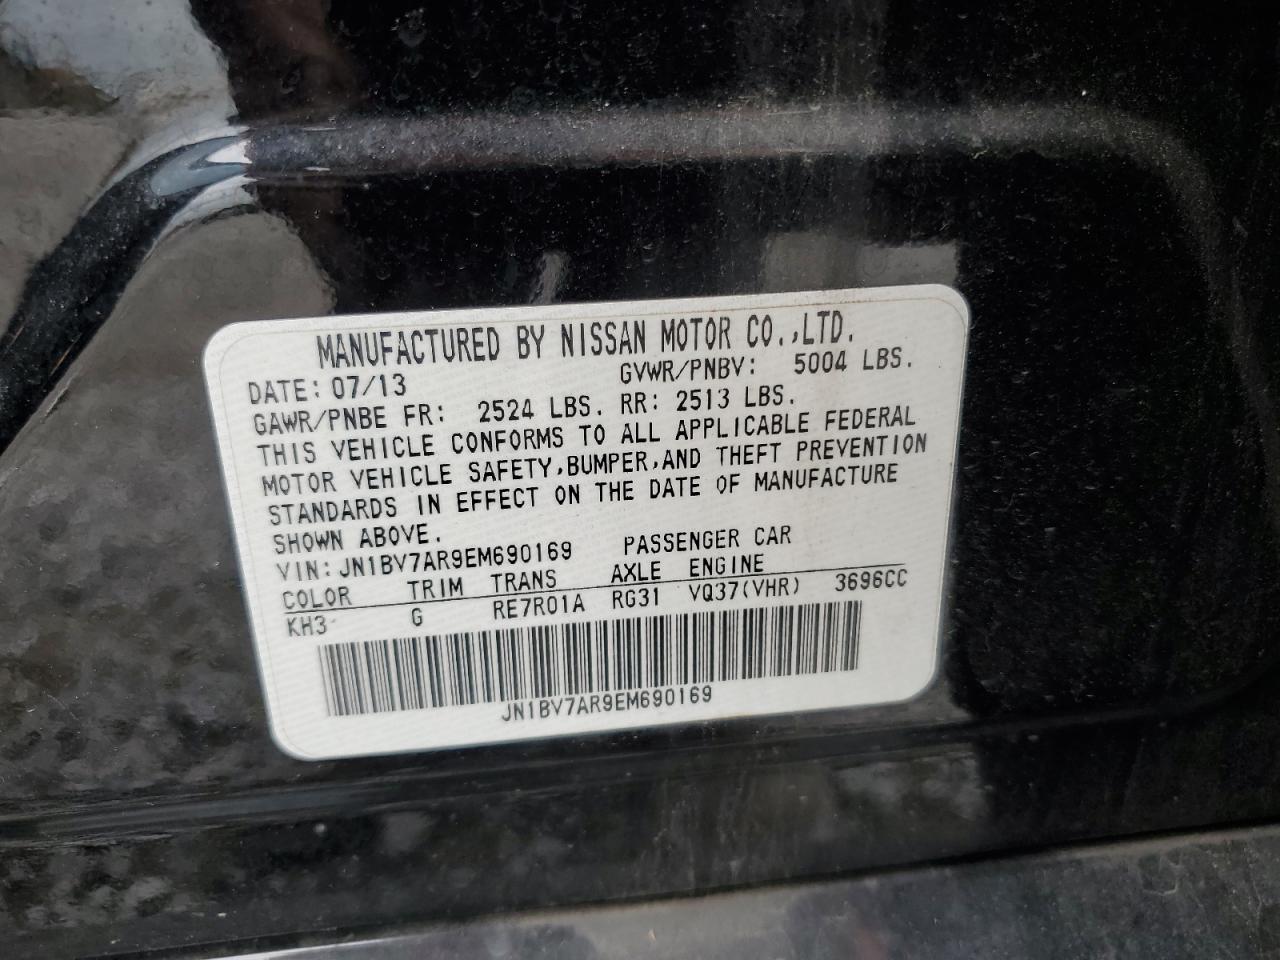 MANUFACTURED BY NISSAN MOTOR CO.,LTD.
DATE: 07/13 GVWR/PNBV: 5004 LBS.
GAWR/PNBE FR: 2524 LBS. RR: 2513 LBS.
THIS VEHICLE CONFORMS TO ALL APPLICABLE FEDERAL
MOTOR VEHICLE SAFETY,BUMPER,AND THEFT PREVENTION
STANDARDS IN EFFECT ON THE DATE OF MANUFACTURE
SHOWN ABOVE.
VIN: JN1BV7AR9EM690169 PASSENGER CAR
COLOR TRIM TRANS AXLE ENGINE
KH3 G RE7R01A RG31 VQ37(VHR) 3696CC
JN1BV7AR9EM690169